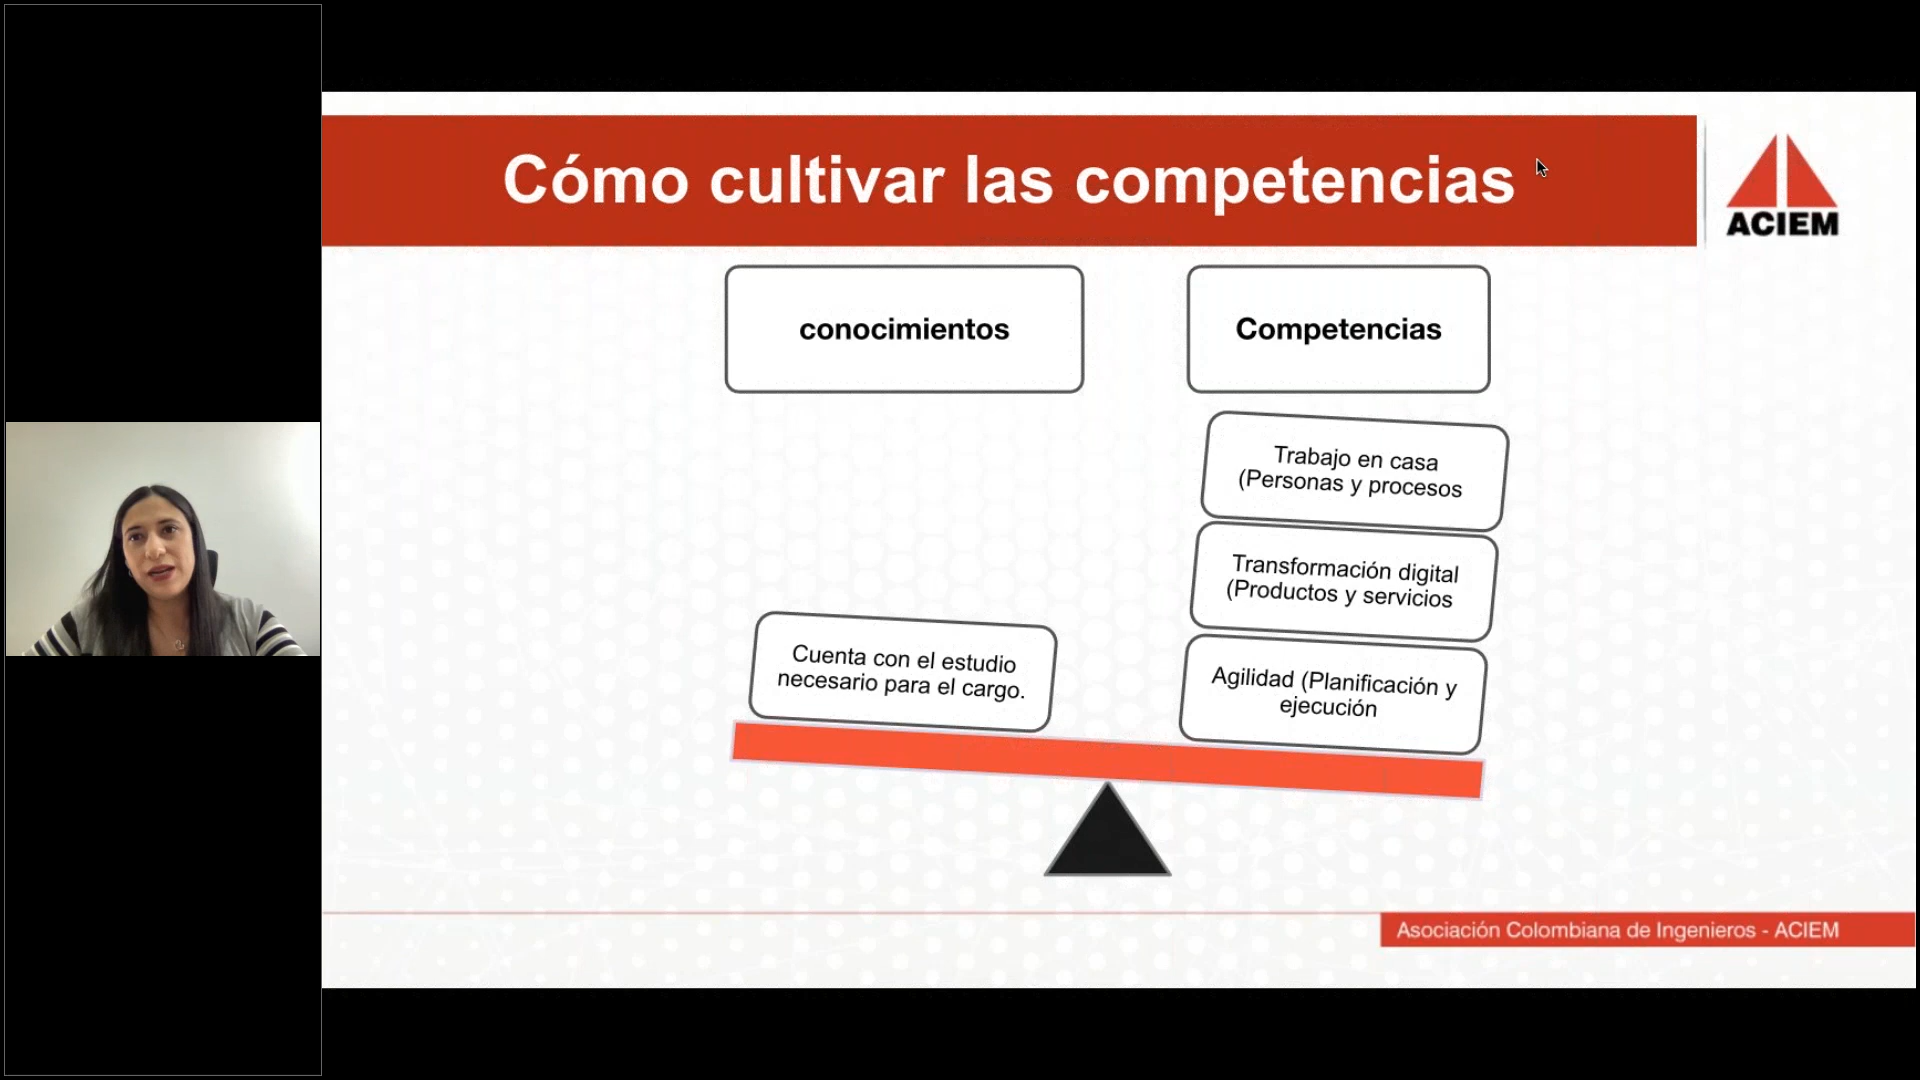 Cómo cultivar las competencias
ACIEM
conocimientos
Competencias
Trabajo en casa
(Personas y procesos
Transformación digital
(Productos y servicios
Cuenta con el estudio
necesario para el cargo.
Agilidad (Planificación y
ejecución
Asociación Colombiana de Ingenieros - ACIEM